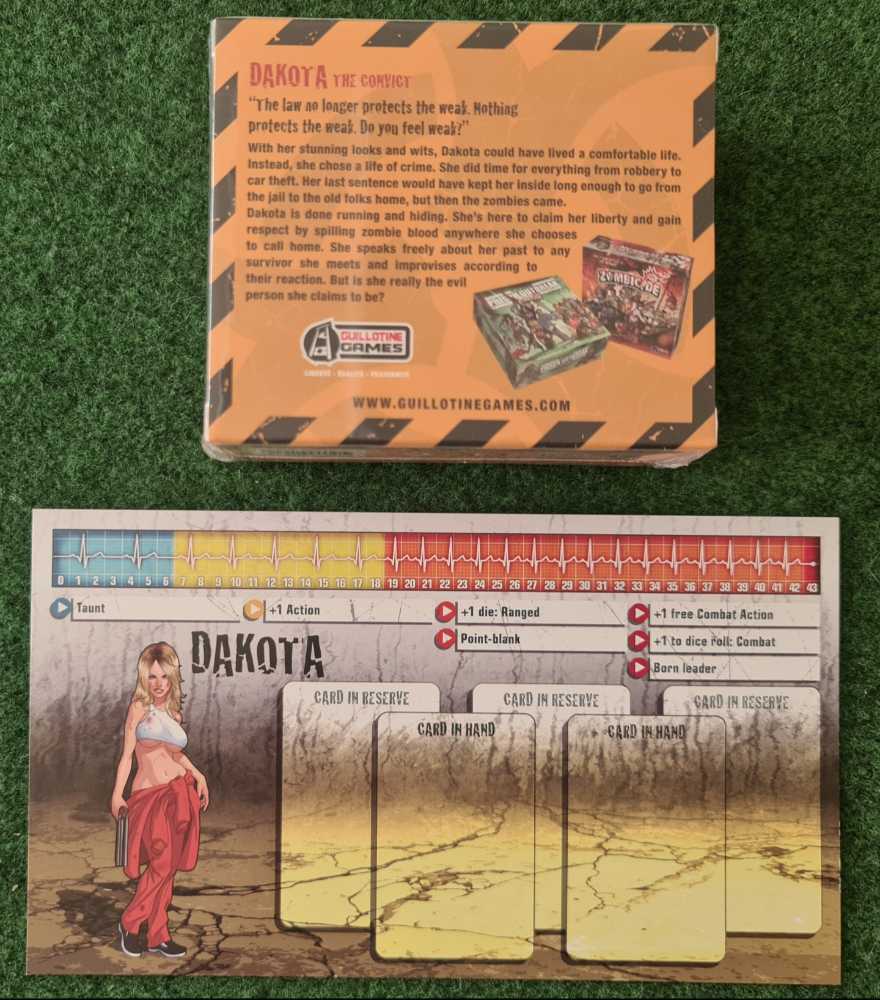 DAKOTA THE CONVICT
"The law no longer protects the weak. Nothing
protects the weak. Do you feel weak?"
With her stunning looks and wits, Dakota could have lived a comfortable life.
Instead, she chose a life of crime. She did time for everything from robbery to
car theft. Her last sentence would have kept her inside long enough to go from
the jail to the old folks home, but then the zombies came.
Dakota is done running and hiding. She's here to claim her liberty and gain
respect by spilling zombie blood anywhere she chooses
to call home. She speaks freely about her past to any
survivor she meets and improvises according to
their reaction. But is she really the evil
person she claims to be?
ZOMBICIDE
GUILLOTINE
GAMES
WWW.GUILLOTINEGAMES.COM
0 1 2 3 4 5 6 7 8 9 10 11 12 13 14 15 16 17 18 19 20 21 22 23 24 25 26 27 28 29 30 31 32 33 34 35 36 37 38 39 40 41 42 43
Taunt +1 Action +1 die: Ranged +1 free Combat Action
Point-blank +1 to dice roll: Combat
Born leader
DAKOTA
CARD IN RESERVE CARD IN RESERVE CARD IN RESERVE
CARD IN HAND CARD IN HAND